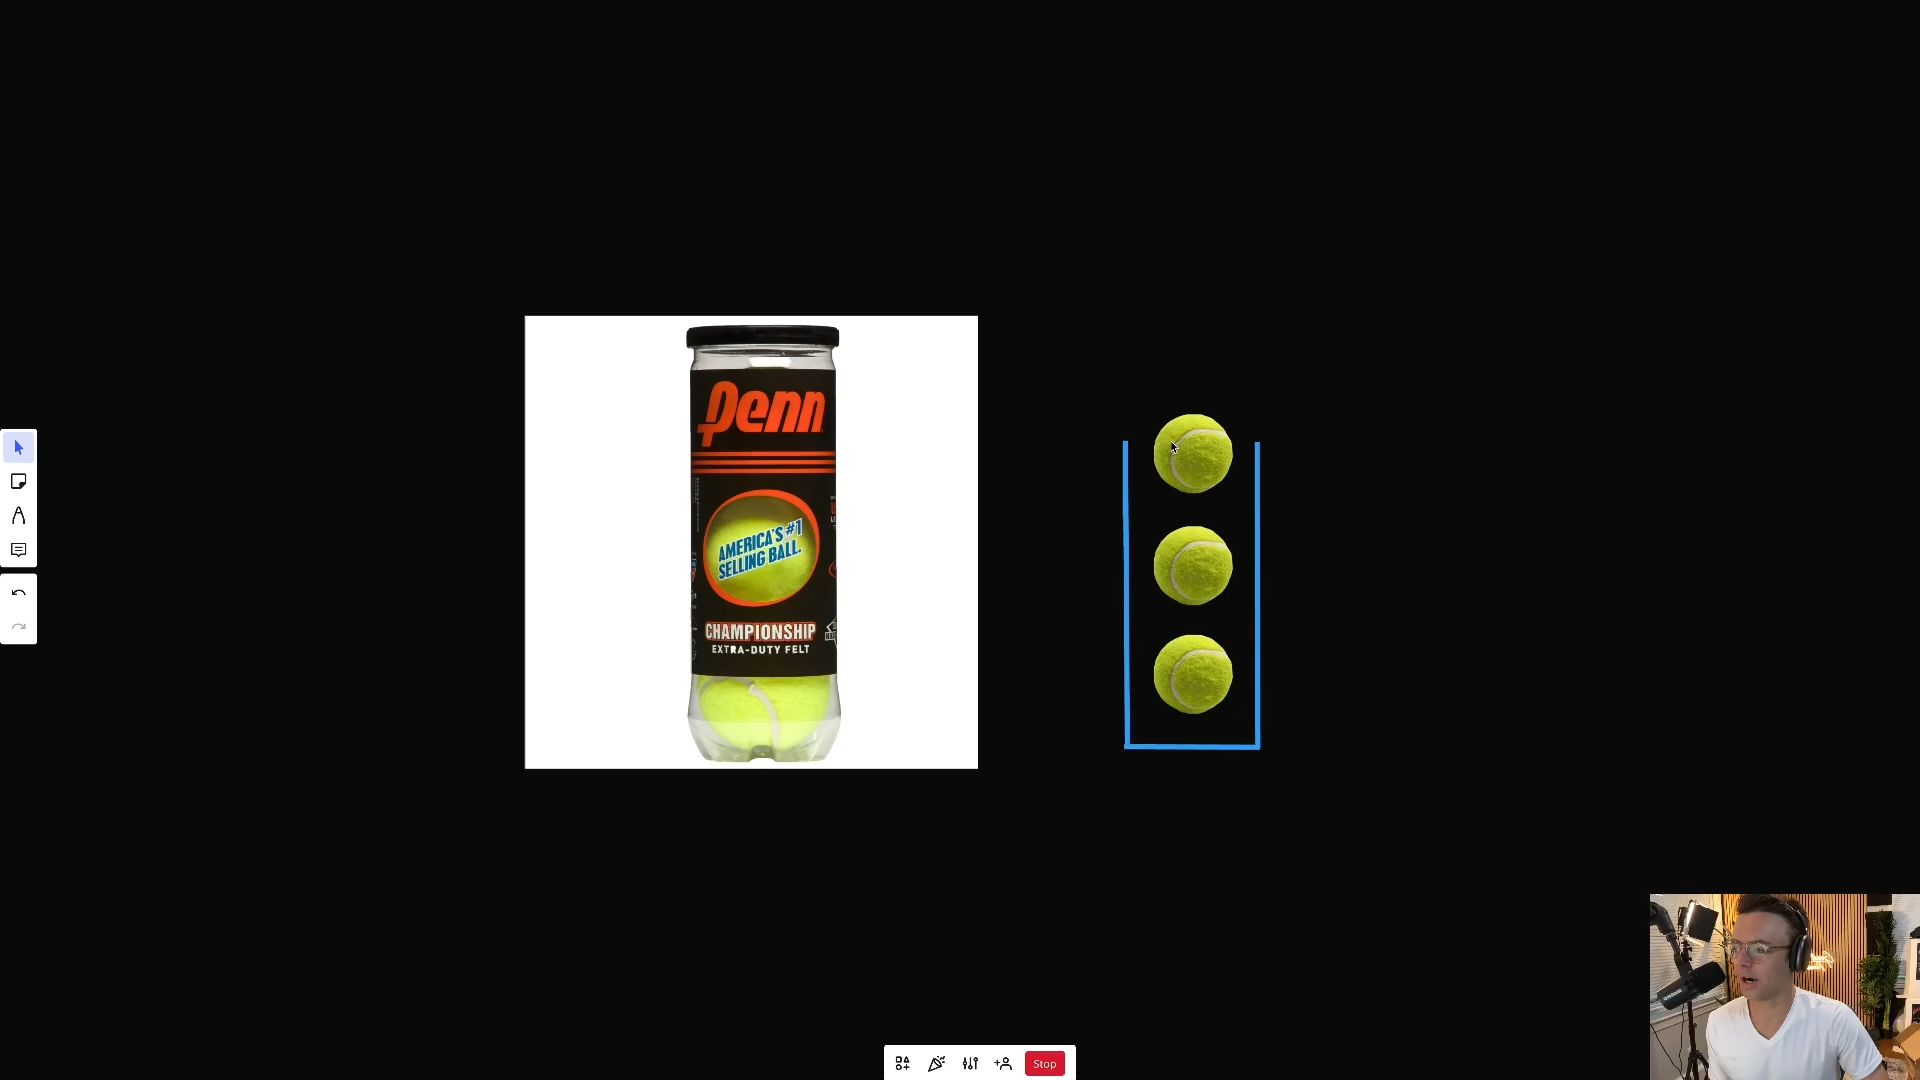 Penn
AMERICA'S #1
SELLING BALL.
CHAMPIONSHIP
EXTRA-DUTY FELT
Stop